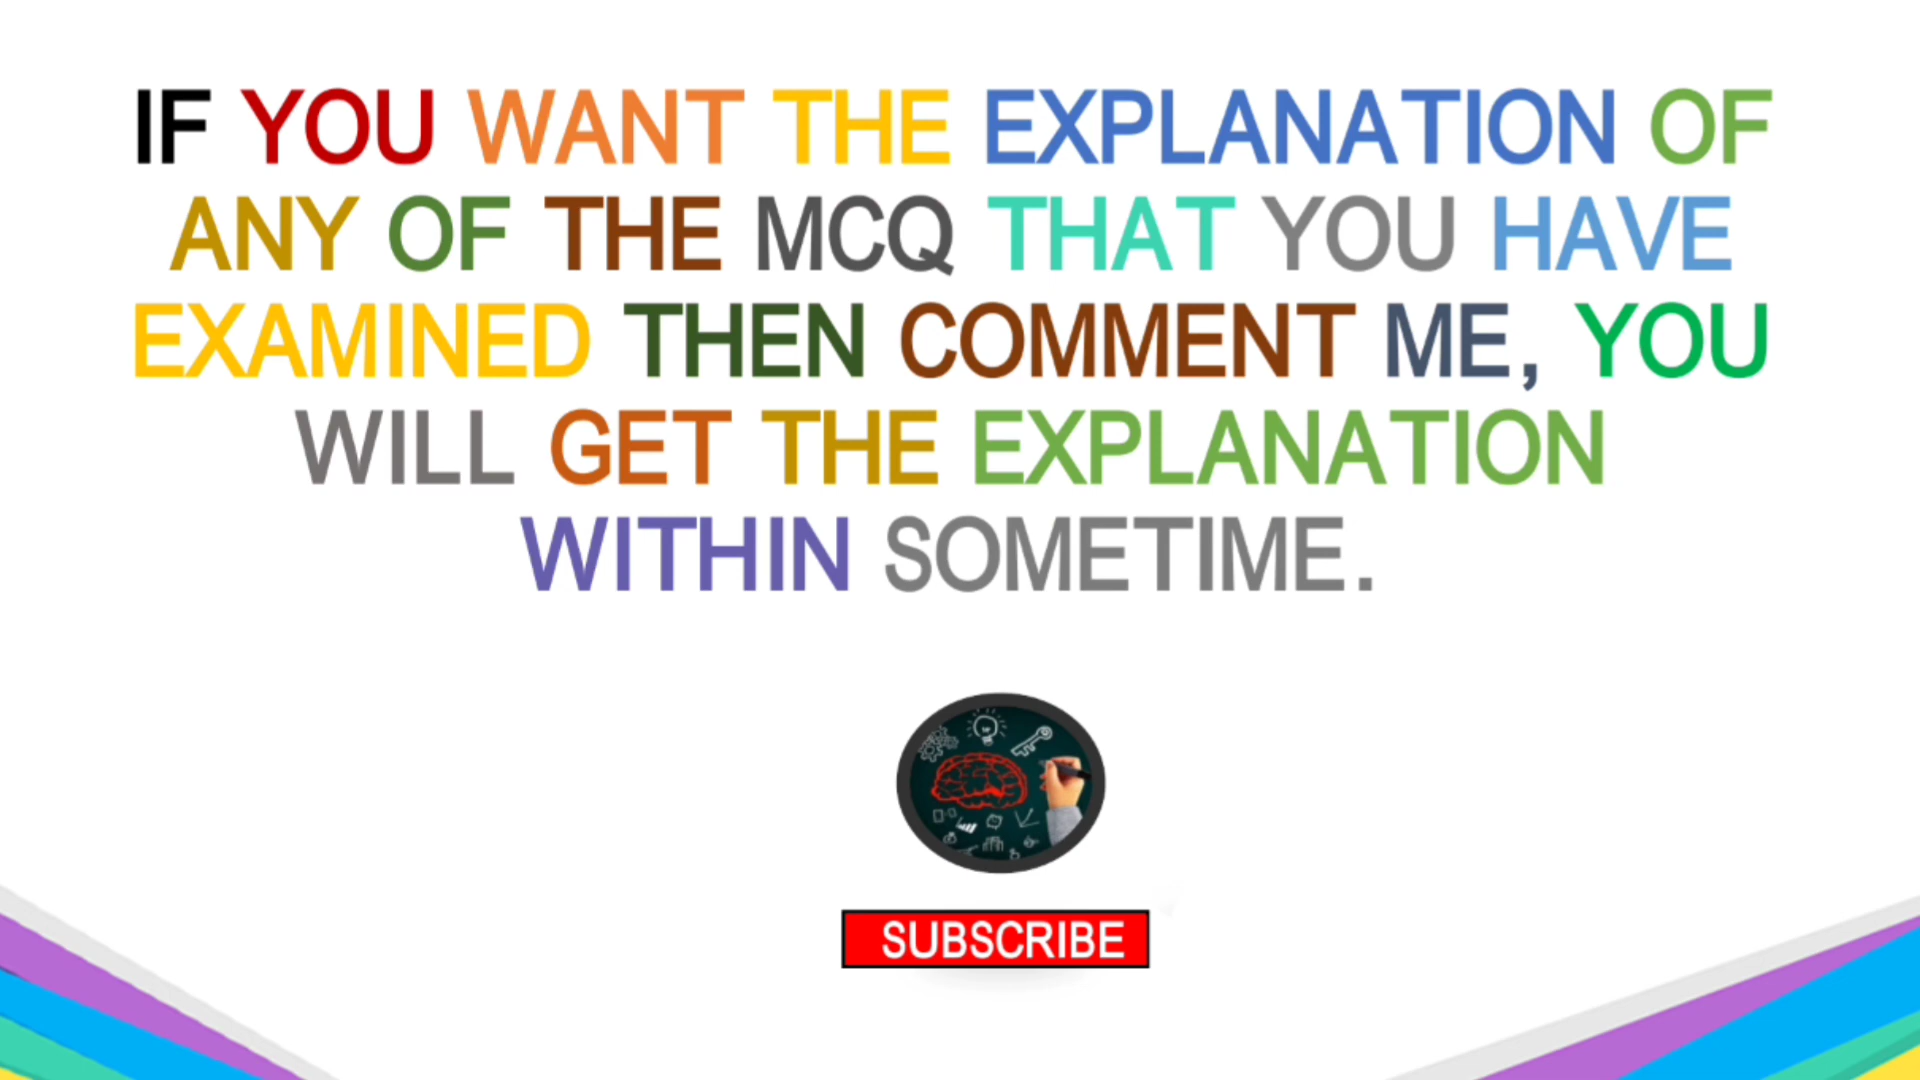 IF YOU WANT THE EXPLANATION OF
ANY OF THE MCQ THAT YOU HAVE
EXAMINED THEN COMMENT ME, YOU
WILL GET THE EXPLANATION
WITHIN SOMETIME.
SUBSCRIBE